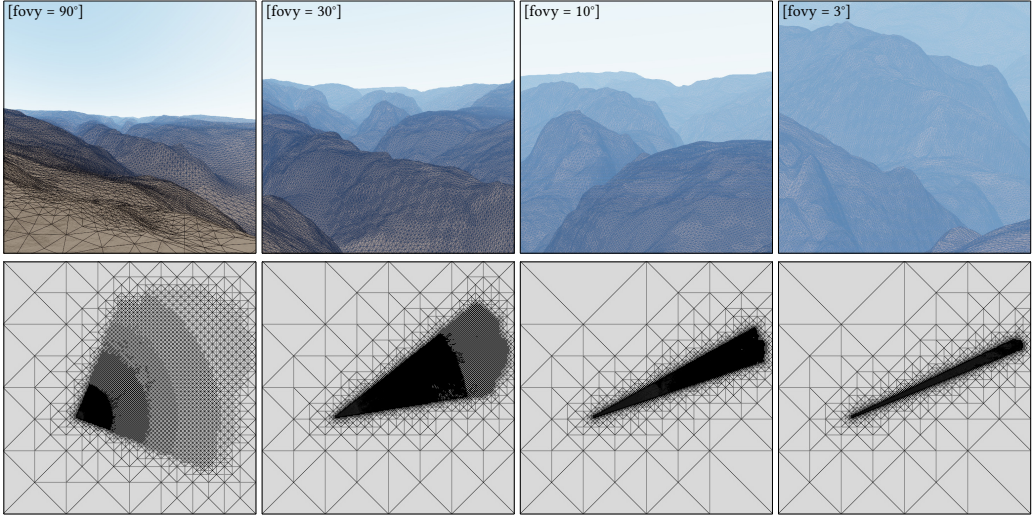 [fovy = 90°]
[fovy = 30°]
[fovy = 10°]
[fovy = 3°]